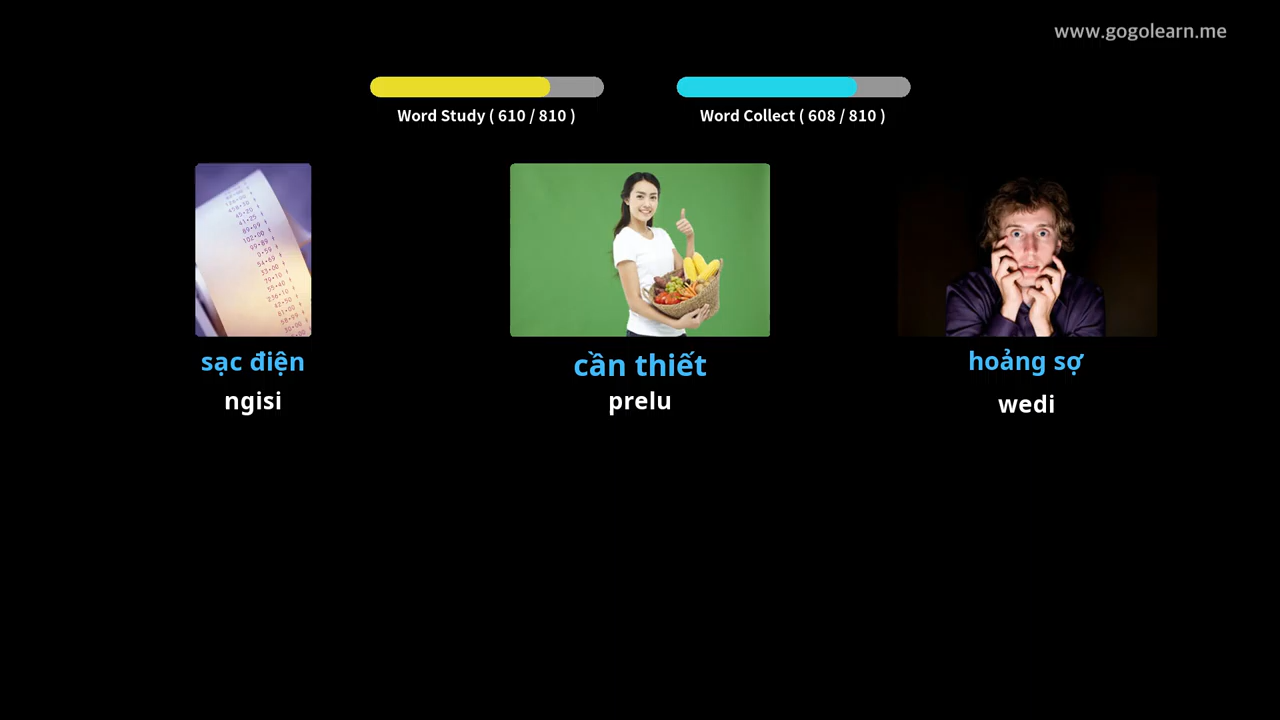 www.gogolearn.me
Word Study ( 610 / 810 )
Word Collect ( 608 / 810 )
sạc điện
cần thiết
hoảng sợ
ngisi
prelu
wedi